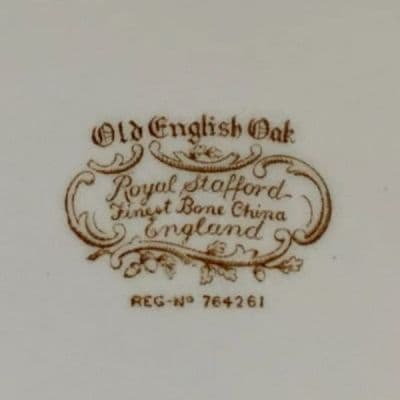 Old English Oak
Royal Stafford
Finest Bone China
England
REG-Nº 764261